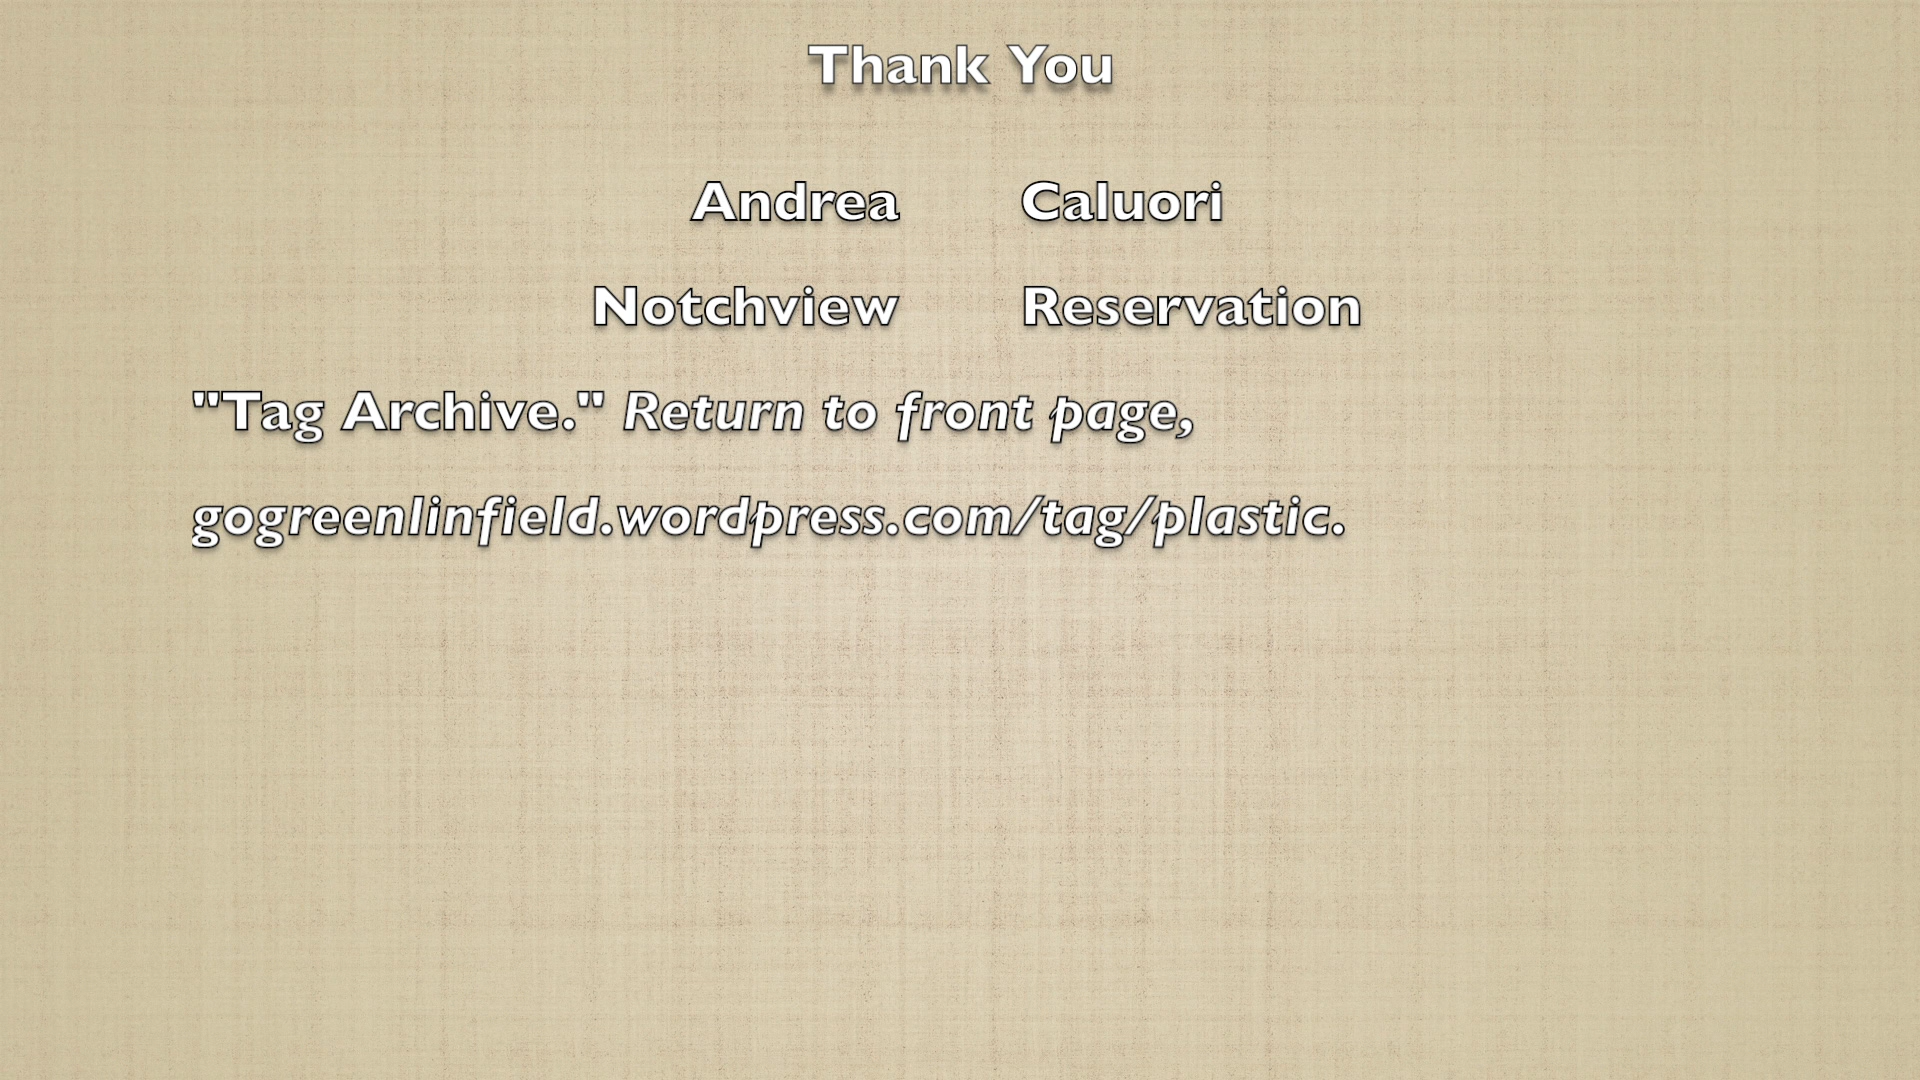 Thank You
Andrea Caluori
Notchview Reservation
"Tag Archive." Return to front page,
gogreenlinfield.wordpress.com/tag/plastic.